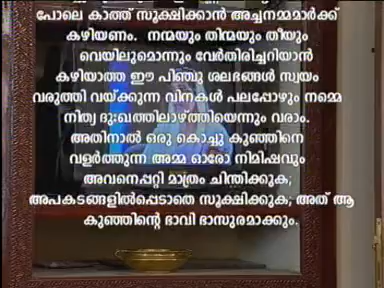 പോലെ കാത്ത് സൂക്ഷിക്കാൻ അച്ചനമ്മമാർക്ക്
കഴിയണം. നന്മയും തിന്മയും തീയും
വെയിലുമൊന്നും വേർതിരിച്ചറിയാൻ
കഴിയാത്ത ഈ പിഞ്ചു ശലഭങ്ങൾ സ്വയം
വരുത്തി വയ്ക്കുന്ന വിനകൾ പലപ്പോഴും നമ്മെ
നിത്യ ദുഃഖത്തിലാഴ്ത്തിയെന്നും വരാം.
അതിനാൽ ഒരു കൊച്ചു കുഞ്ഞിനെ
വളർത്തുന്ന അമ്മ ഓരോ നിമിഷവും
അവനെപ്പറ്റി മാത്രം ചിന്തിക്കുക;
അപകടങ്ങളിൽപ്പെടാതെ സൂക്ഷിക്കുക; അത് ആ
കുഞ്ഞിന്റെ ഭാവി ഭാസുരമാക്കും.